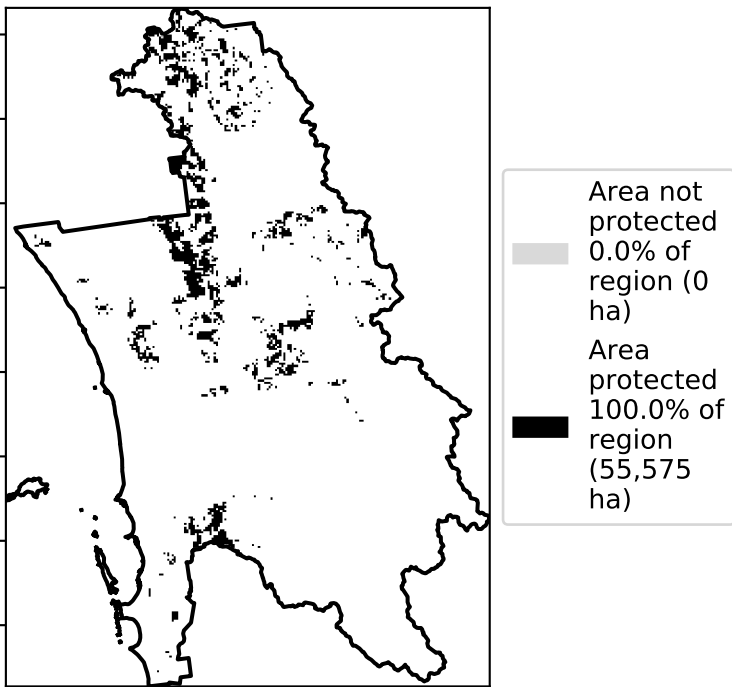 Area not
protected
0.0% of
region (0
ha)
Area
protected
100.0% of
region
(55,575
ha)